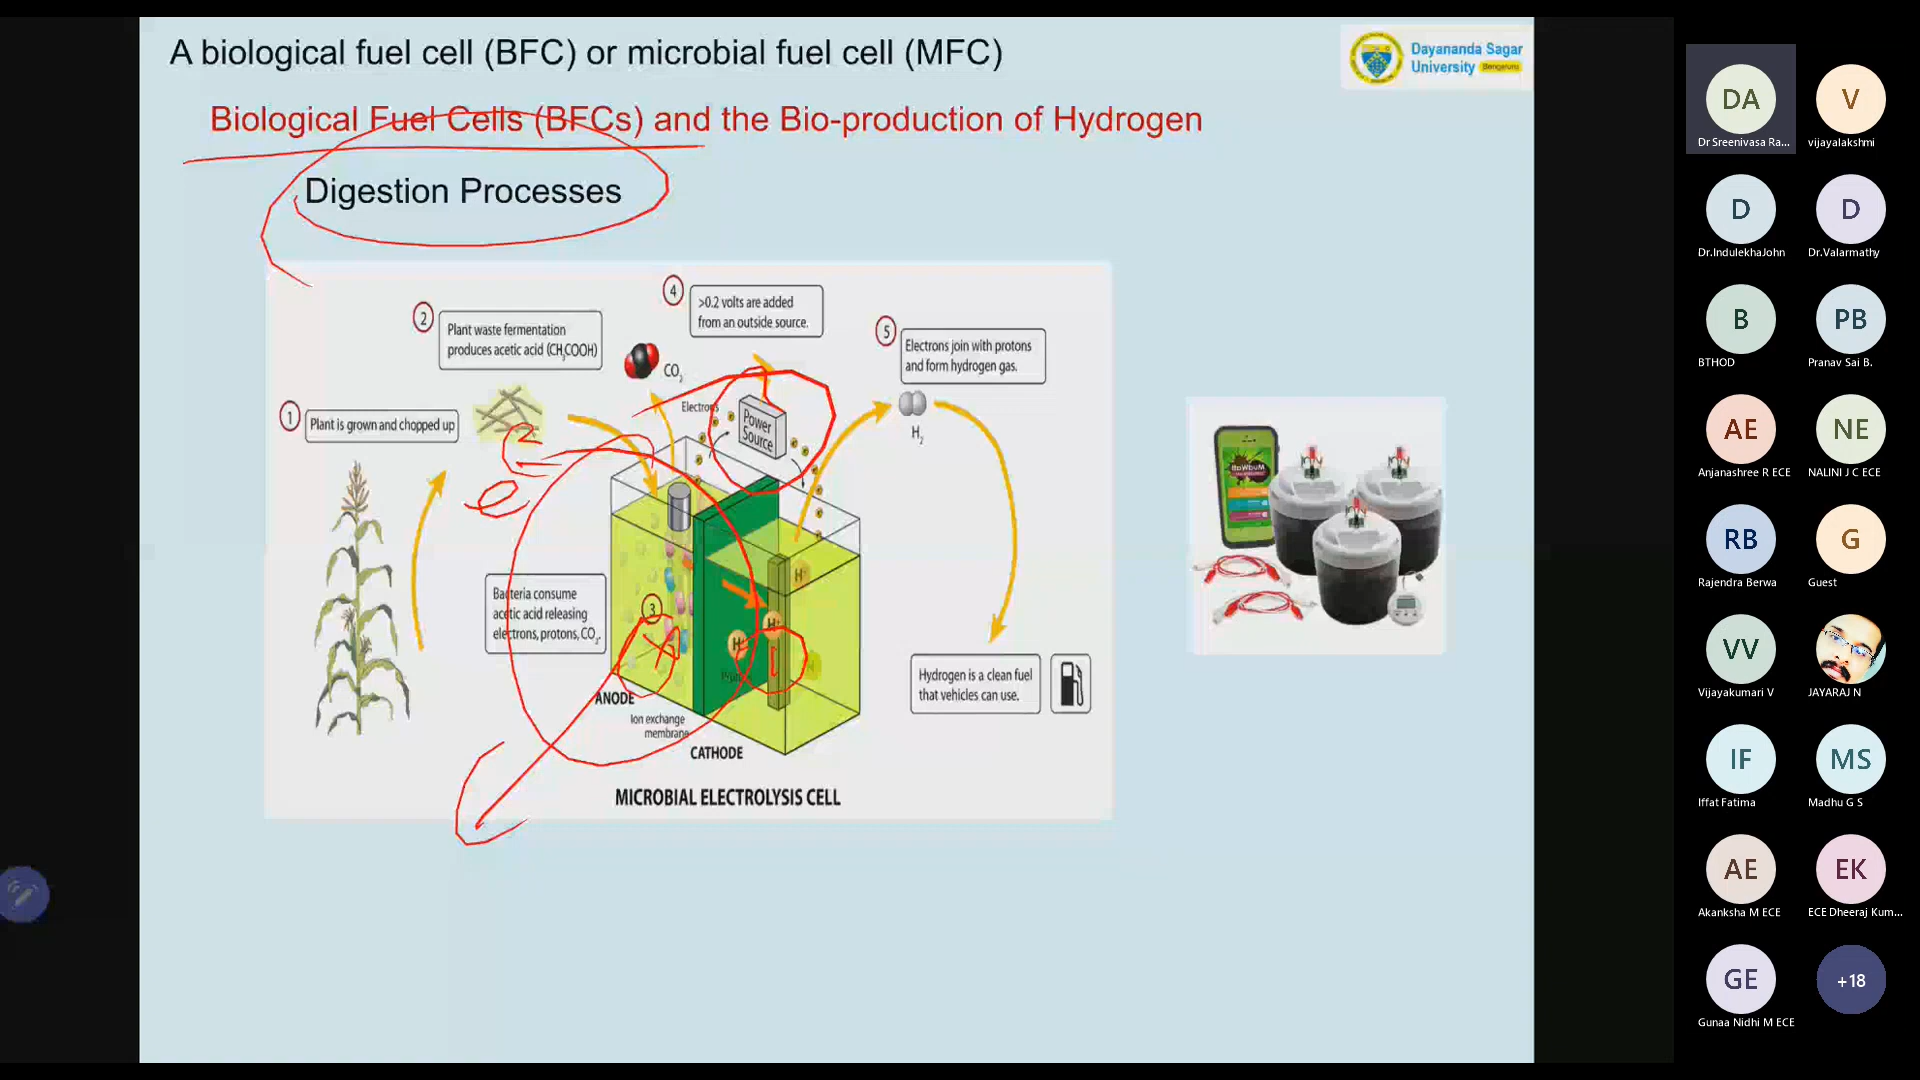 A biological fuel cell (BFC) or microbial fuel cell (MFC)
Dayananda Sagar
University Bengaluru
Biological Fuel Cells (BFCs) and the Bio-production of Hydrogen
Digestion Processes
4
>0.2 volts are added
from an outside source.
2
Plant waste fermentation
produces acetic acid (CH3COOH)
5
Electrons join with protons
and form hydrogen gas.
CO2
1
Plant is grown and chopped up
Electrons
Power
Source
H2
2
Bacteria consume
acetic acid releasing
electrons, protons, CO2.
3
H+
H+
H+
Hydrogen is a clean fuel
that vehicles can use.
ANODE
Ion exchange
membrane
CATHODE
MICROBIAL ELECTROLYSIS CELL
DA
Dr Sreenivasa Ra...
V
vijayalakshmi
D
Dr.IndulekhaJohn
D
Dr.Valarmathy
B
BTHOD
PB
Pranav Sai B.
AE
Anjanashree R ECE
NE
NALINI J C ECE
RB
Rajendra Berwa
G
Guest
VV
Vijayakumari V
JAYARAJ N
IF
Iffat Fatima
MS
Madhu G S
AE
Akanksha M ECE
EK
ECE Dheeraj Kum...
GE
Gunaa Nidhi M ECE
+18